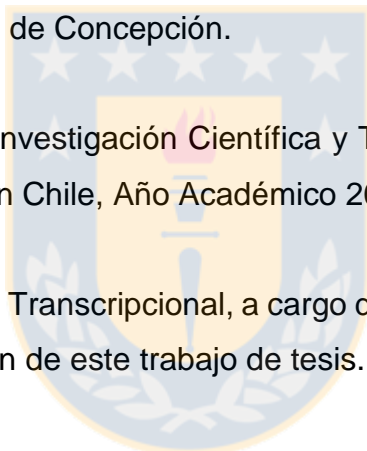 de Concepción.
nvestigación Científica y T
n Chile, Año Académico 20
Transcripcional, a cargo d
n de este trabajo de tesis.